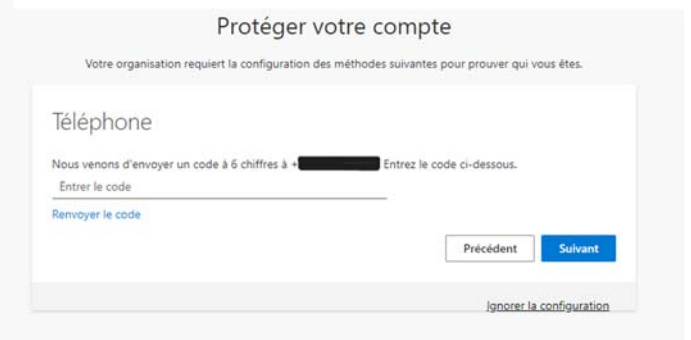 Protéger votre compte
Votre organisation requiert la configuration des méthodes suivantes pour prouver qui vous êtes.
Téléphone
Nous venons d'envoyer un code à 6 chiffres à + Entrez le code ci-dessous.
Entrer le code
Renvoyer le code
Précédent Suivant
Ignorer la configuration